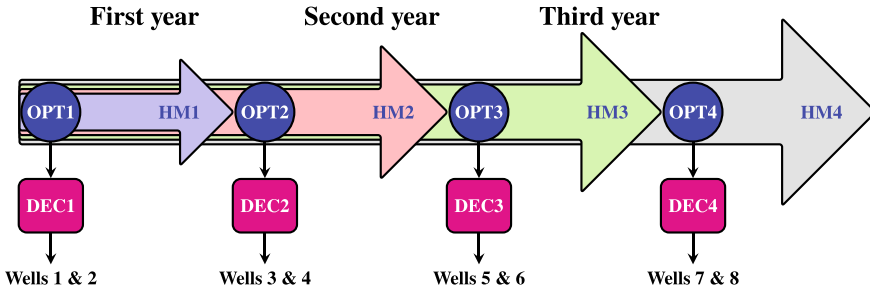 First year Second year Third year
OPT1 HM1 OPT2 HM2 OPT3 HM3 OPT4 HM4
DEC1 DEC2 DEC3 DEC4
Wells 1 & 2 Wells 3 & 4 Wells 5 & 6 Wells 7 & 8